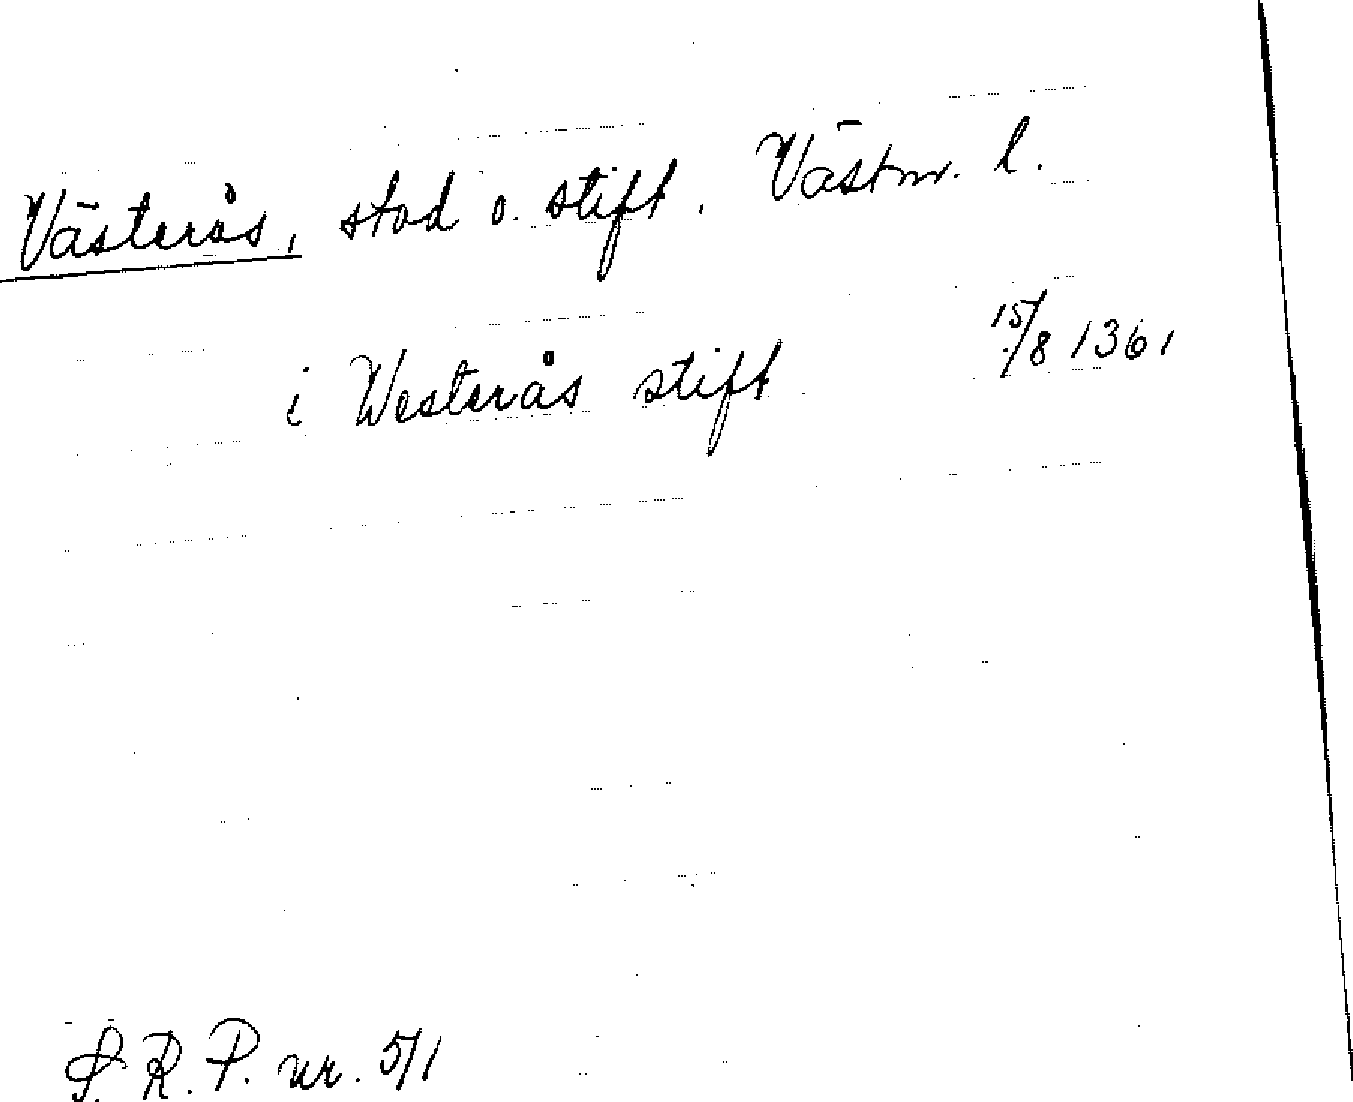 Västerås, stad o. stift. Västm. l.
i Westerås stift 15/8 1361
S. R. P. nr. 571